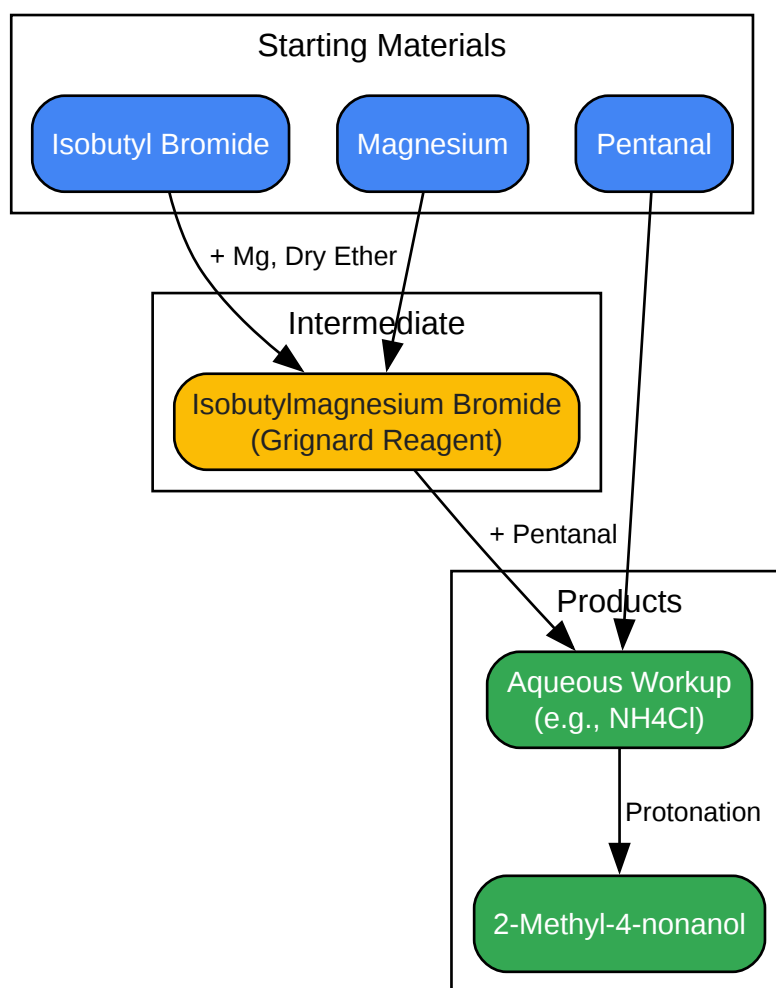 Starting Materials
Isobutyl Bromide
Magnesium
Pentanal
+ Mg, Dry Ether
Intermediate
Isobutylmagnesium Bromide
(Grignard Reagent)
+ Pentanal
Products
Aqueous Workup
(e.g., NH4Cl)
Protonation
2-Methyl-4-nonanol